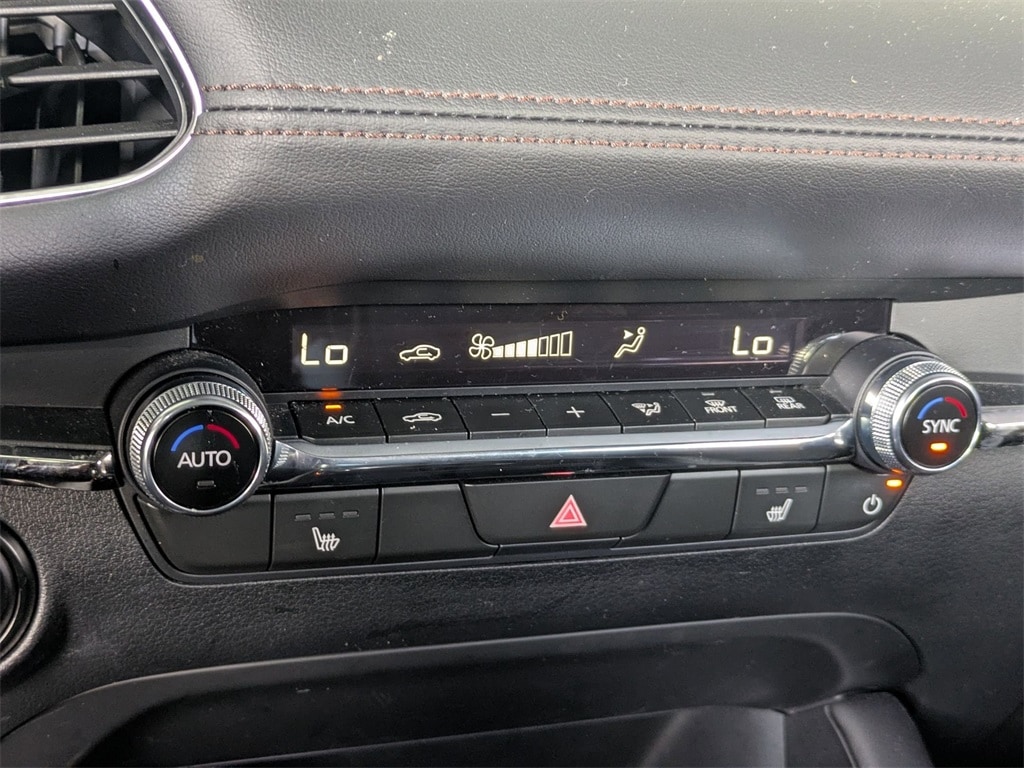 Lo Lo
A/C - + FRONT REAR
AUTO SYNC